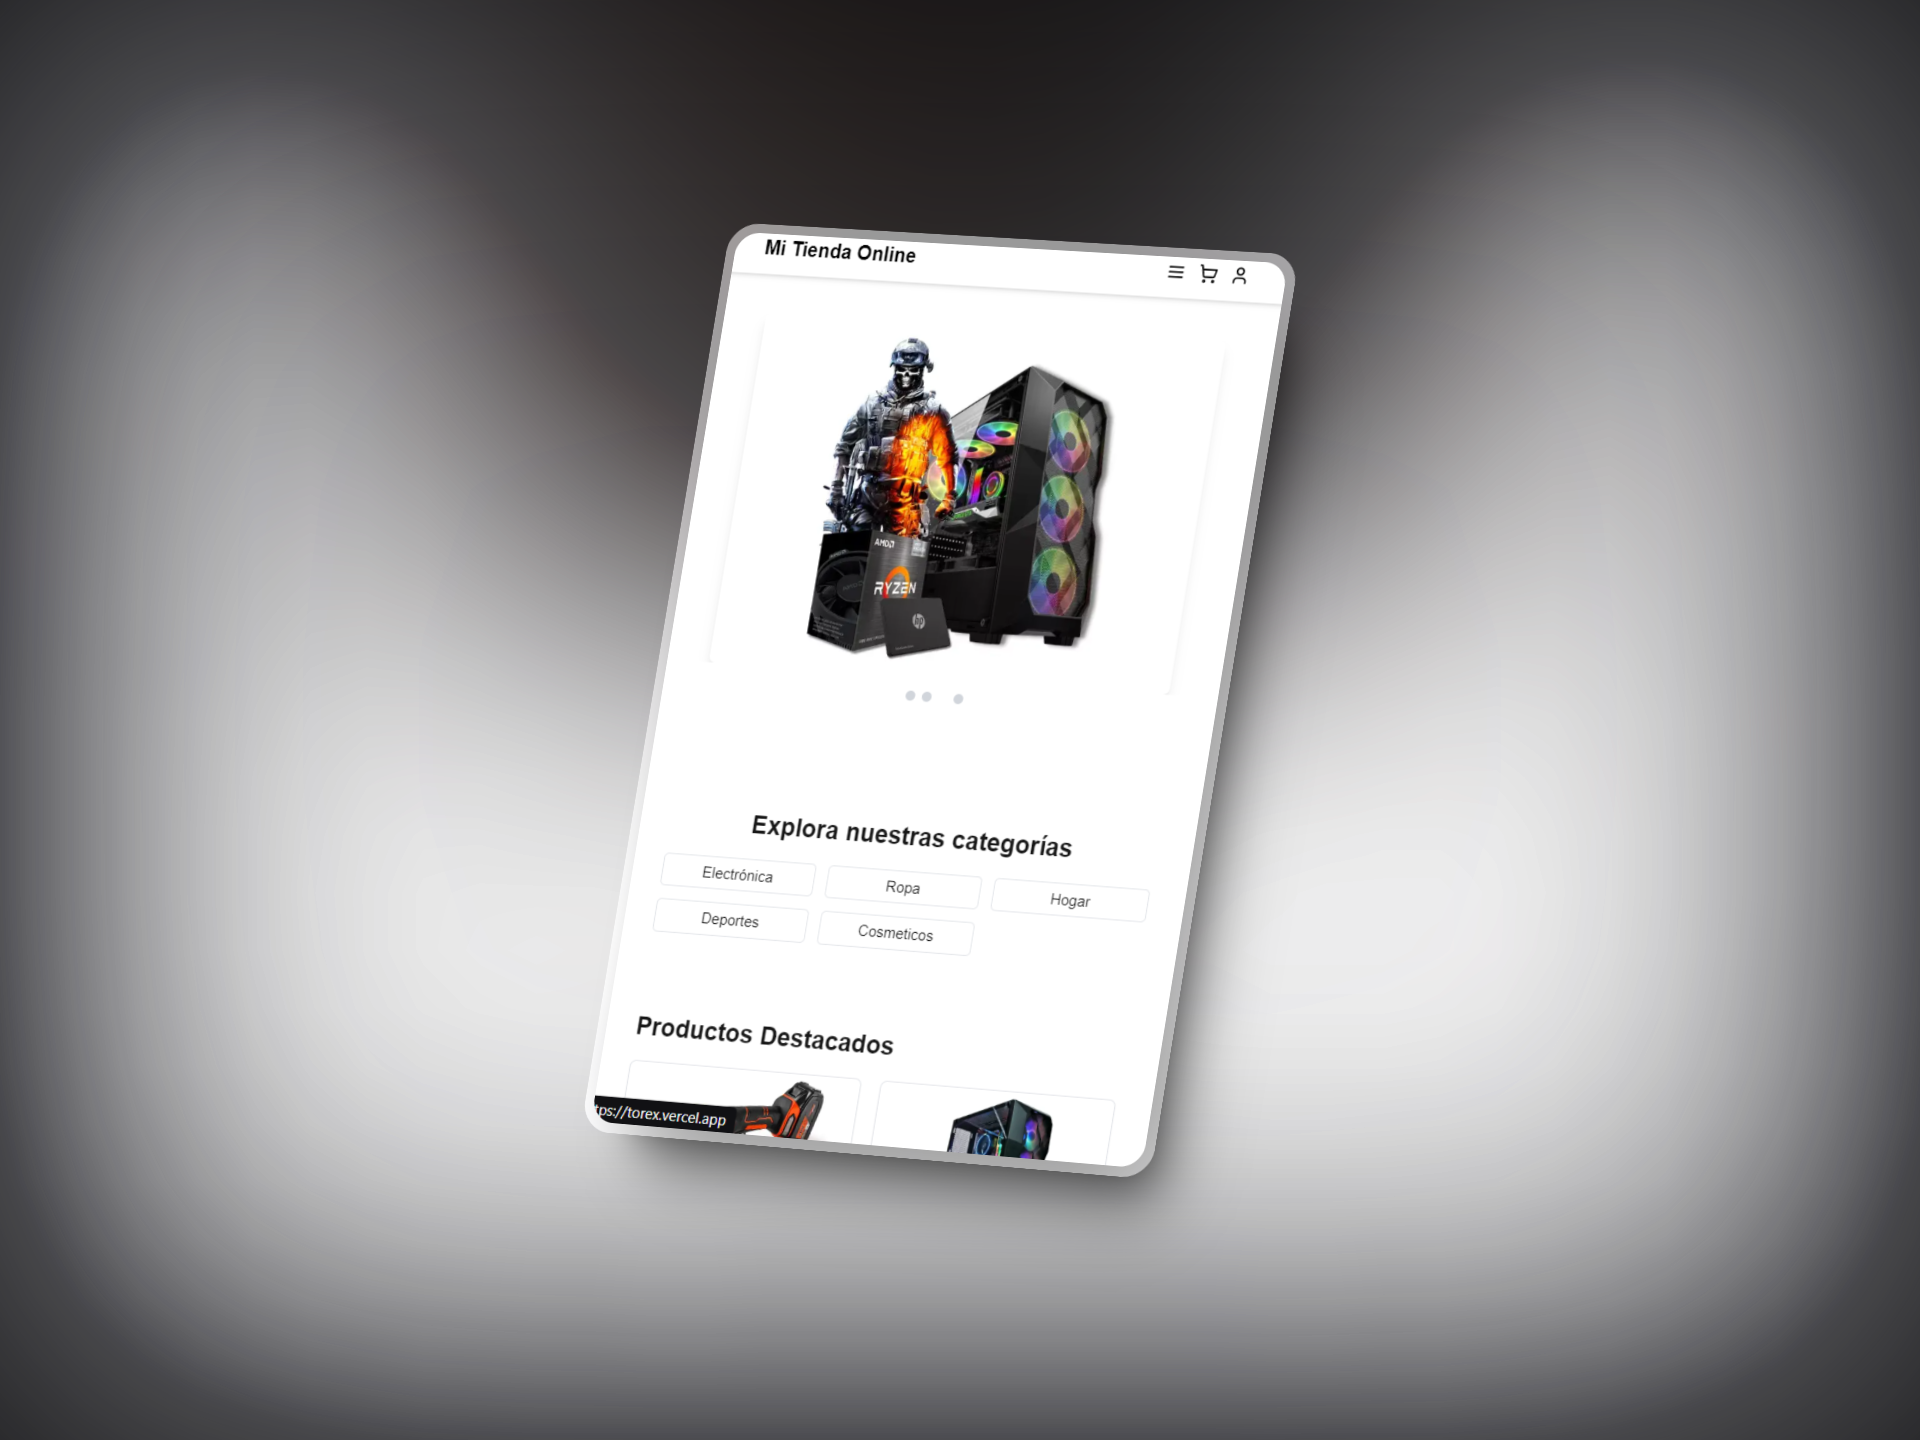 Mi Tienda Online
AMD
RYZEN
hp
Explora nuestras categorías
Electrónica
Ropa
Hogar
Deportes
Cosmeticos
Productos Destacados
tps://torex.vercel.app